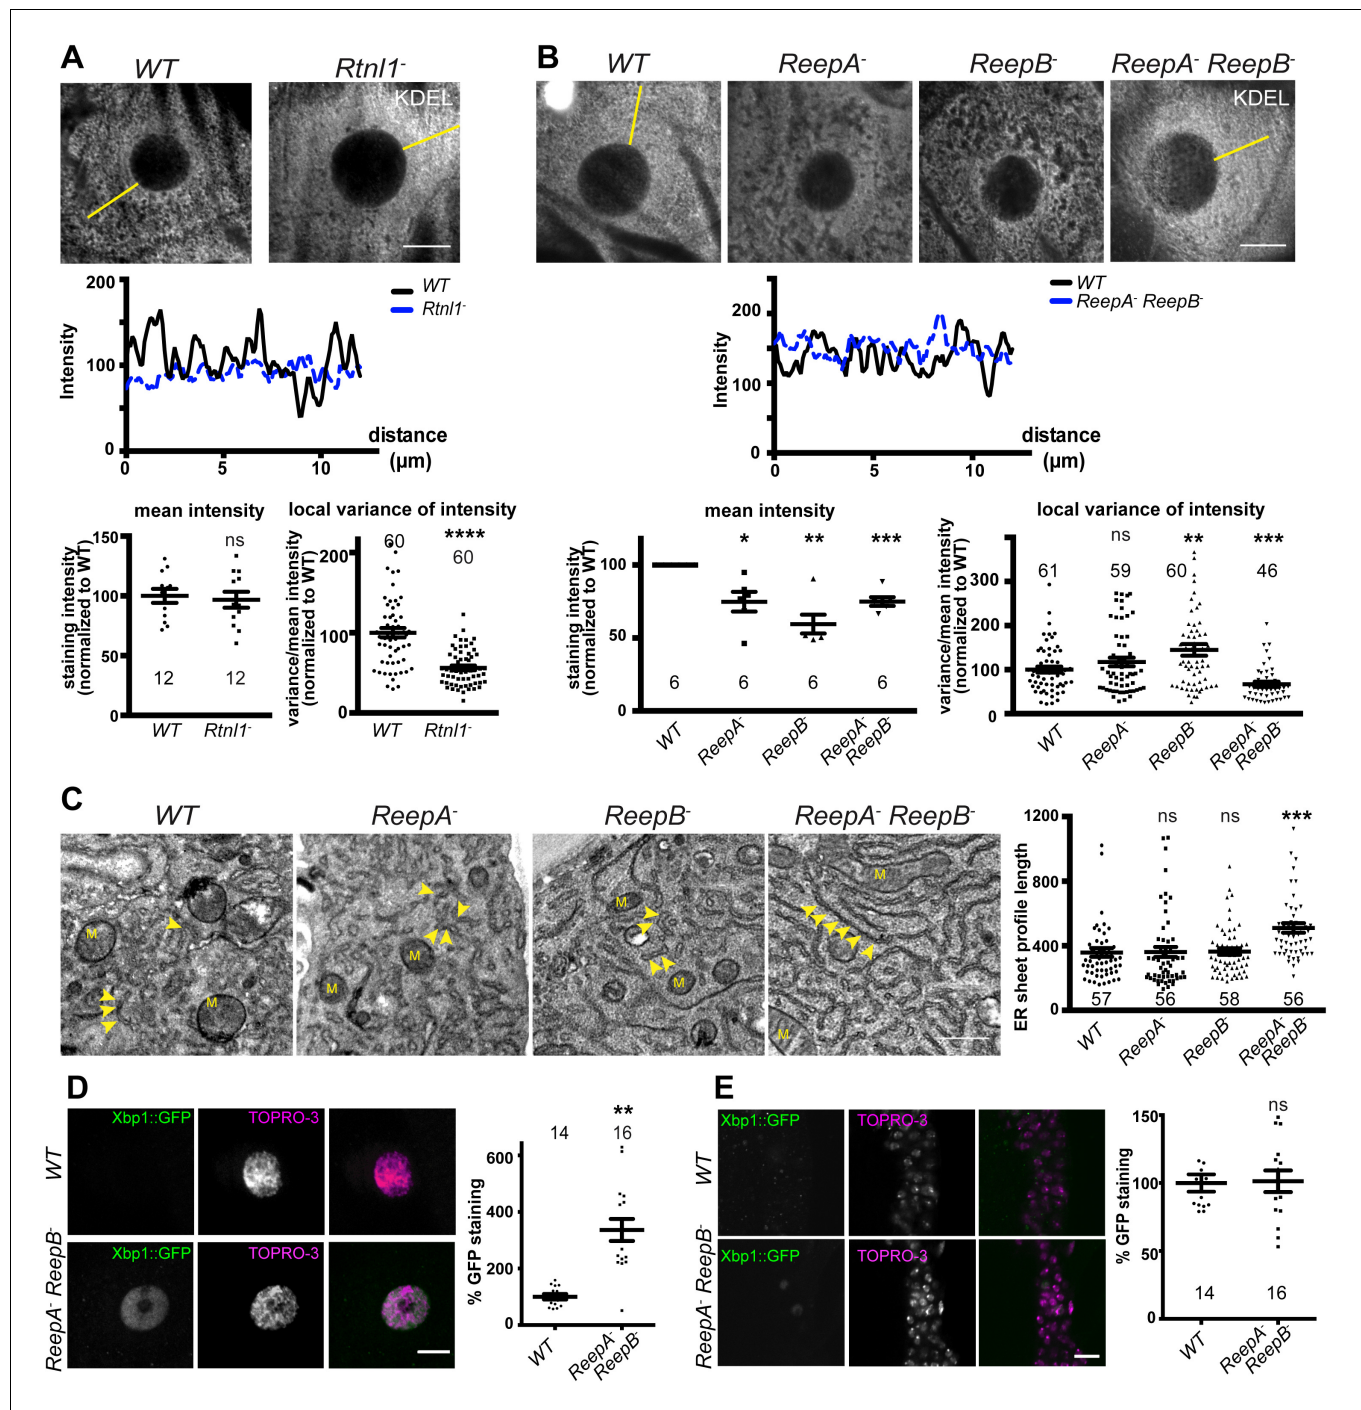 A
WT
Rtnl1-
KDEL
200
100
0
Intensity
WT
Rtnl1-
distance
(µm)
0
5
10
mean intensity
staining intensity
(normalized to WT)
150
100
50
0
ns
12
12
WT
Rtnl1-
local variance of intensity
variance/mean intensity
(normalized to WT)
200
100
0
60
****
60
WT
Rtnl1-
B
WT
ReepA-
ReepB-
ReepA- ReepB-
KDEL
WT
ReepA- ReepB-
200
100
0
Intensity
distance
(µm)
0
5
10
mean intensity
staining intensity
(normalized to WT)
100
50
0
*
**
***
6
6
6
6
WT
ReepA-
ReepB-
ReepA-
ReepB-
local variance of intensity
variance/mean intensity
(normalized to WT)
300
200
100
0
ns
**
***
61
59
60
46
WT
ReepA-
ReepB-
ReepA-
ReepB-
C
WT
ReepA-
ReepB-
ReepA- ReepB-
M
M
M
M
M
M
M
M
ER sheet profile length
1200
800
400
0
ns
ns
***
57
56
58
56
WT
ReepA-
ReepB-
ReepA-
ReepB-
D
WT
Xbp1::GFP
TOPRO-3
ReepA- ReepB-
Xbp1::GFP
TOPRO-3
% GFP staining
600
400
200
0
**
14
16
WT
ReepA-
ReepB-
E
WT
Xbp1::GFP
TOPRO-3
ReepA- ReepB-
Xbp1::GFP
TOPRO-3
% GFP staining
150
100
50
0
ns
14
16
WT
ReepA-
ReepB-